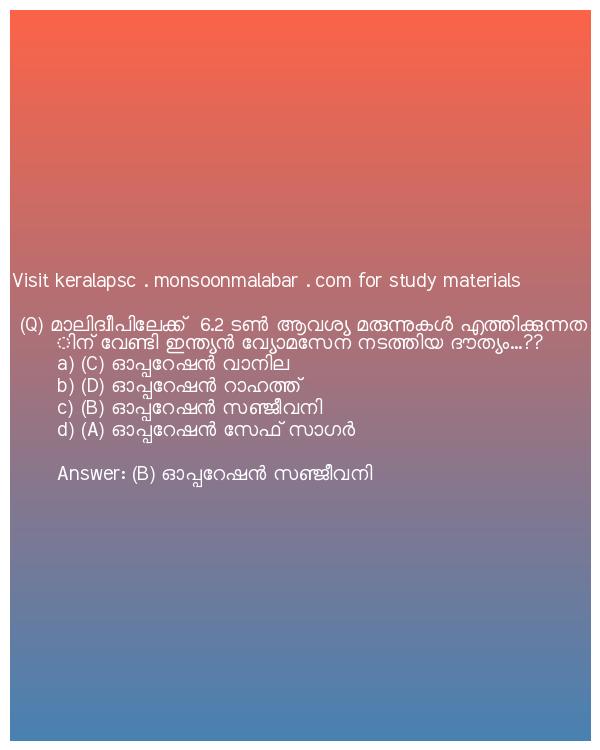 Visit keralapsc . monsoonmalabar . com for study materials
(Q) മാലിദ്വീപിലേക്ക് 6.2 ടൺ ആവശ്യ മരുന്നുകൾ എത്തിക്കുന്നത
ിന് വേണ്ടി ഇന്ത്യൻ വ്യോമസേന നടത്തിയ ദൗത്യം...??
a) (C) ഓപ്പറേഷൻ വാനില
b) (D) ഓപ്പറേഷൻ റാഹത്ത്
c) (B) ഓപ്പറേഷൻ സഞ്ജീവനി
d) (A) ഓപ്പറേഷൻ സേഫ് സാഗർ
Answer: (B) ഓപ്പറേഷൻ സഞ്ജീവനി